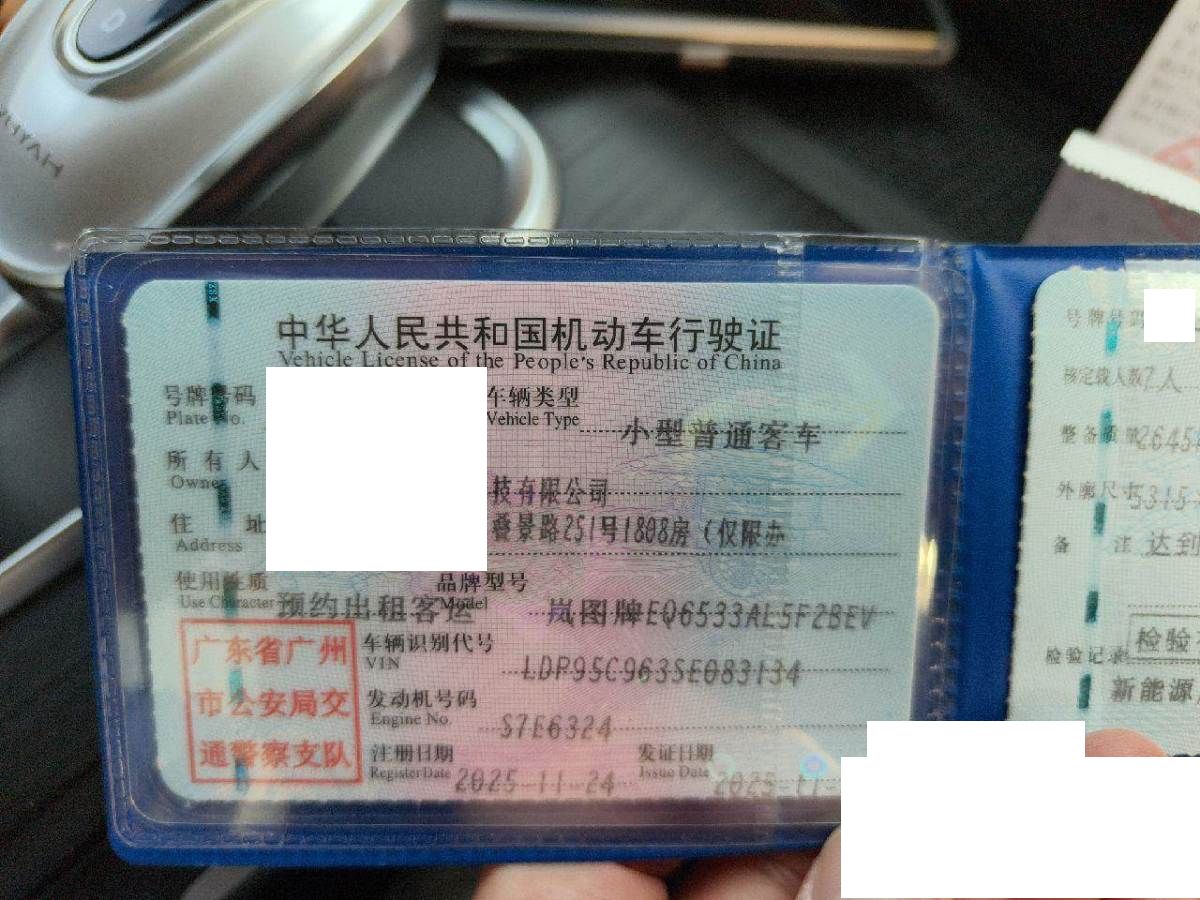 中华人民共和国机动车行驶证
Vehicle License of the People's Republic of China
号牌号码
Plate No.
车辆类型
Vehicle Type
小型普通客车
所有人
Owner
技有限公司
住址
Address
叠景路251号1808房（仅限办
使用性质
Use Character
预约出租客运
品牌型号
Model
岚图牌EQ6533AL5F2BEV
车辆识别代号
VIN
LDP95C963SE083134
发动机号码
Engine No.
S7E6324
注册日期
Register Date
2025-11-24
发证日期
Issue Date
2025-11-
广东省广州
市公安局交
通警察支队
号牌号码
核定载人数
7人
整备质量
2645
外廓尺寸
5315
备注
达到
检验记录
检验
新能源